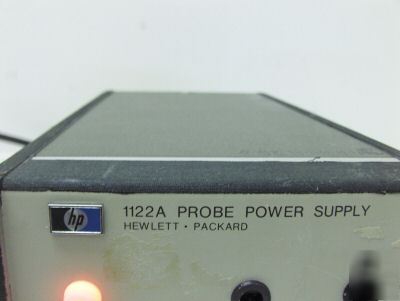 hp 1122A PROBE POWER SUPPLY
HEWLETT • PACKARD